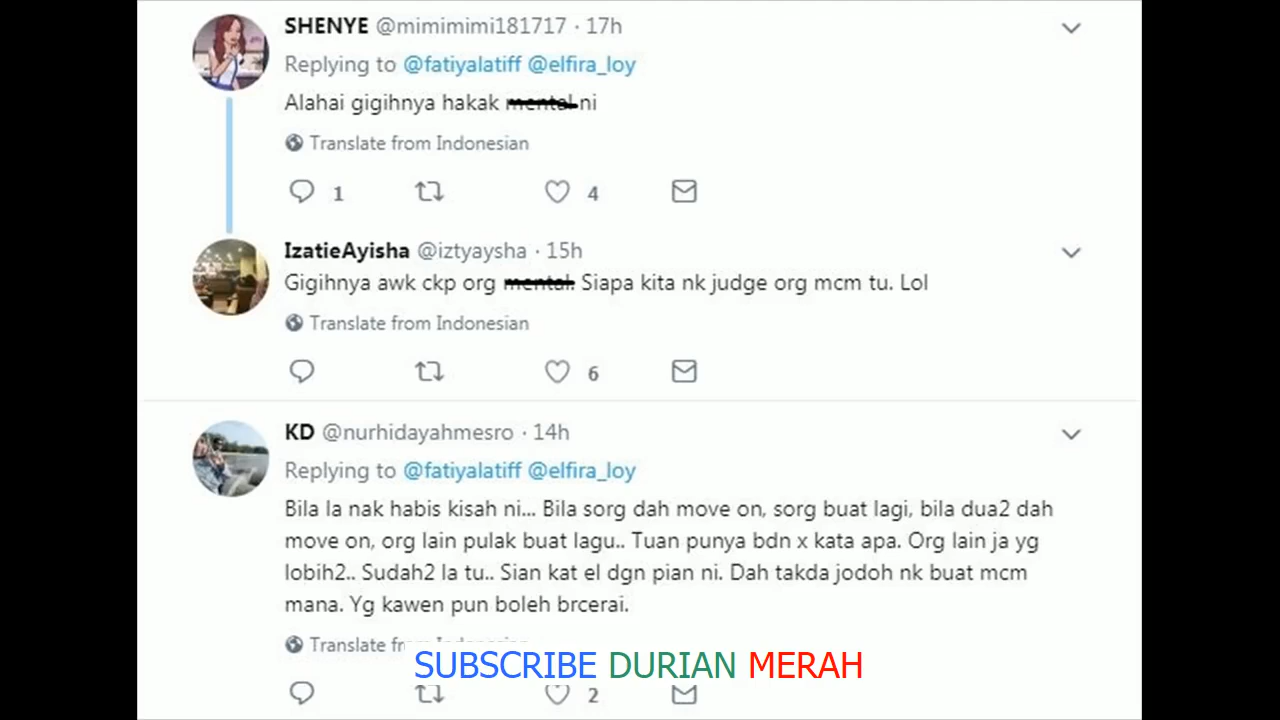 SHENYE @mimimimi181717 · 17h
Replying to @fatiyalatiff @elfira_loy
Alahai gigihnya hakak mental ni
Translate from Indonesian
1 4
IzatieAyisha @iztyaysha · 15h
Gigihnya awk ckp org mental. Siapa kita nk judge org mcm tu. Lol
Translate from Indonesian
6
KD @nurhidayahmesro · 14h
Replying to @fatiyalatiff @elfira_loy
Bila la nak habis kisah ni... Bila sorg dah move on, sorg buat lagi, bila dua2 dah
move on, org lain pulak buat lagu.. Tuan punya bdn x kata apa. Org lain ja yg
lobih2.. Sudah2 la tu.. Sian kat el dgn pian ni. Dah takda jodoh nk buat mcm
mana. Yg kawen pun boleh brcerai.
Translate from Indonesian
SUBSCRIBE DURIAN MERAH
2